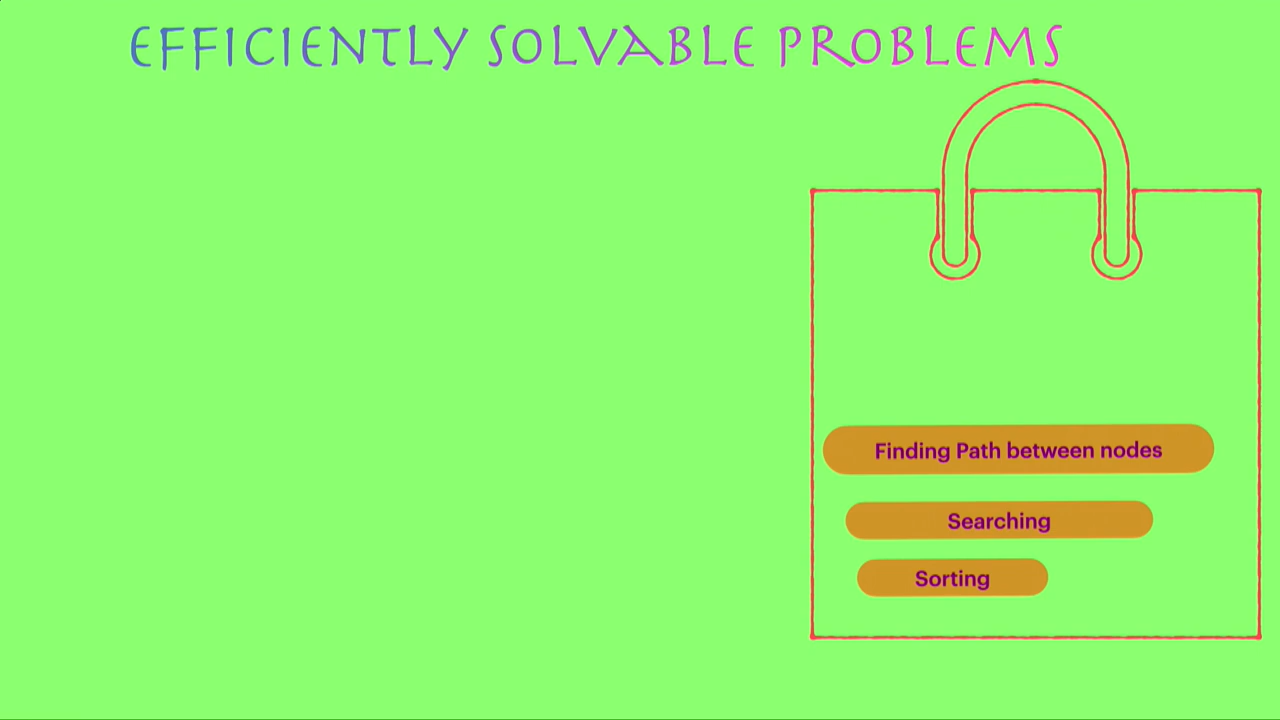 EFFICIENTLY SOLVABLE PROBLEMS
Finding Path between nodes
Searching
Sorting